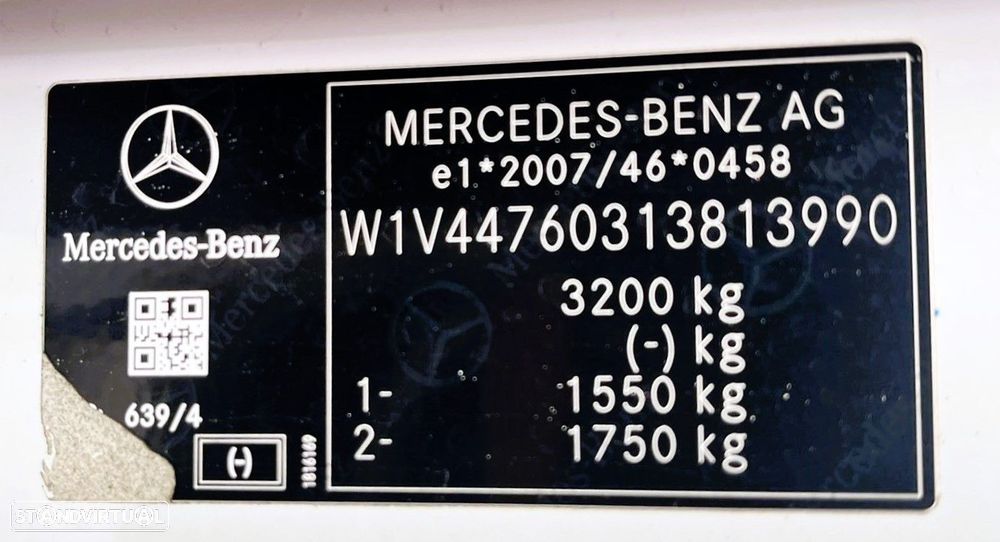 Mercedes-Benz
639/4
(-)
1816169
MERCEDES-BENZ AG
e1*2007/46*0458
W1V44760313813990
3200 kg
(-) kg
1- 1550 kg
2- 1750 kg
STANDVIRTUAL